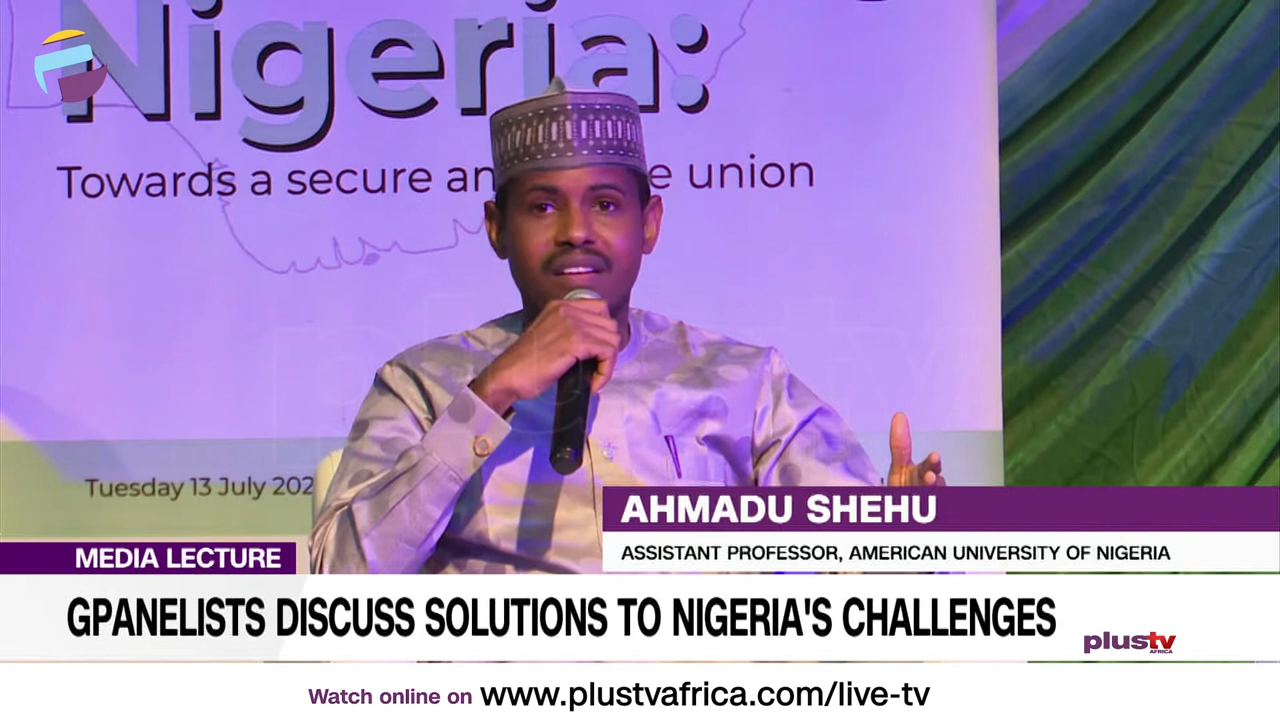 Nigeria:
Towards a secure an e union
Tuesday 13 July 202
AHMADU SHEHU
ASSISTANT PROFESSOR, AMERICAN UNIVERSITY OF NIGERIA
MEDIA LECTURE
GPANELISTS DISCUSS SOLUTIONS TO NIGERIA'S CHALLENGES
plustv
AFRICA
Watch online on www.plustvafrica.com/live-tv